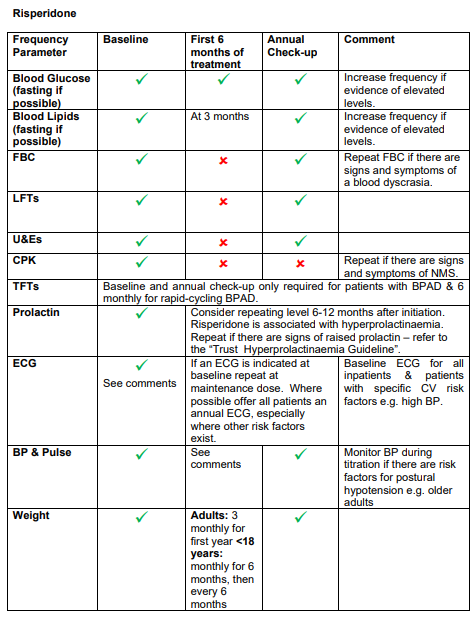 Risperidone
Frequency
Parameter
Baseline
First 6
months of
treatment
Annual
Check-up
Comment
Blood Glucose
(fasting if
possible)
Increase frequency if
evidence of elevated
levels.
Blood Lipids
(fasting if
possible)
At 3 months
Increase frequency if
evidence of elevated
levels.
FBC
Repeat FBC if there are
signs and symptoms of
a blood dyscrasia.
LFTs
U&Es
CPK
Repeat if there are signs
and symptoms of NMS.
TFTs
Baseline and annual check-up only required for patients with BPAD & 6
monthly for rapid-cycling BPAD.
Prolactin
Consider repeating level 6-12 months after initiation.
Risperidone is associated with hyperprolactinaemia.
Repeat if there are signs of raised prolactin – refer to
the “Trust Hyperprolactinaemia Guideline”.
ECG
See comments
If an ECG is indicated at
baseline repeat at
maintenance dose. Where
possible offer all patients an
annual ECG, especially
where other risk factors
exist.
Baseline ECG for all
inpatients & patients
with specific CV risk
factors e.g. high BP.
BP & Pulse
See
comments
Monitor BP during
titration if there are risk
factors for postural
hypotension e.g. older
adults
Weight
Adults: 3
monthly for
first year <18
years:
monthly for 6
months, then
every 6
months